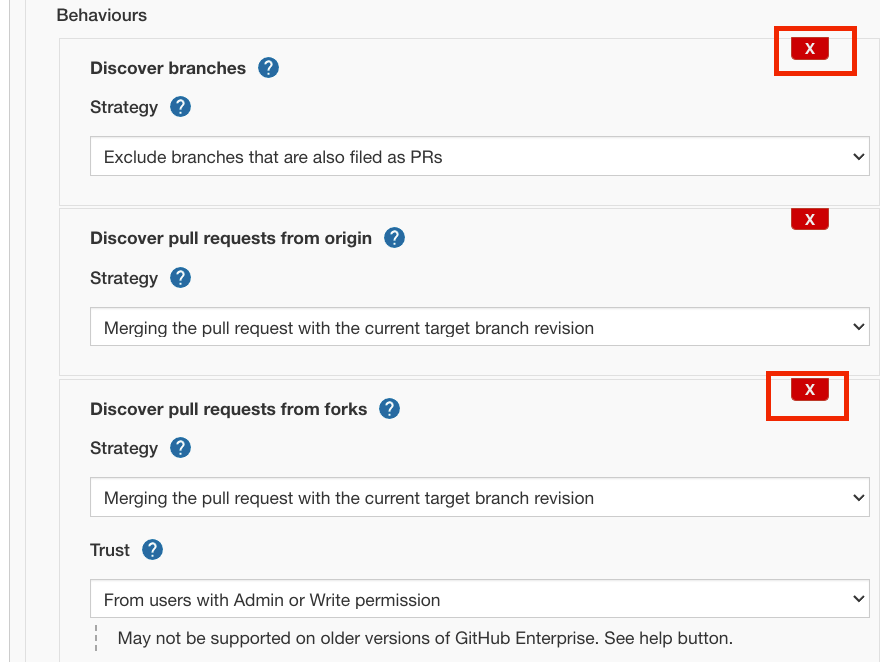 Behaviours
X
Discover branches ?
Strategy ?
Exclude branches that are also filed as PRs
X
Discover pull requests from origin ?
Strategy ?
Merging the pull request with the current target branch revision
X
Discover pull requests from forks ?
Strategy ?
Merging the pull request with the current target branch revision
Trust ?
From users with Admin or Write permission
May not be supported on older versions of GitHub Enterprise. See help button.